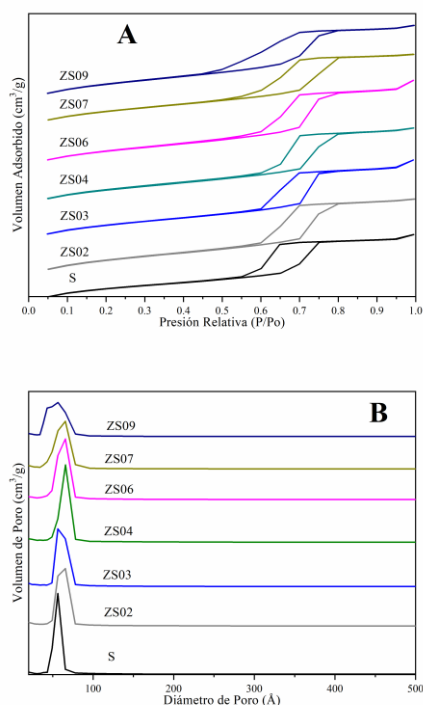 A
Volumen Adsorbido (cm³/g)
ZS09
ZS07
ZS06
ZS04
ZS03
ZS02
S
0.0 0.1 0.2 0.3 0.4 0.5 0.6 0.7 0.8 0.9 1.0
Presión Relativa (P/Po)
B
Volumen de Poro (cm³/g)
ZS09
ZS07
ZS06
ZS04
ZS03
ZS02
S
100 200 300 400 500
Diámetro de Poro (Å)